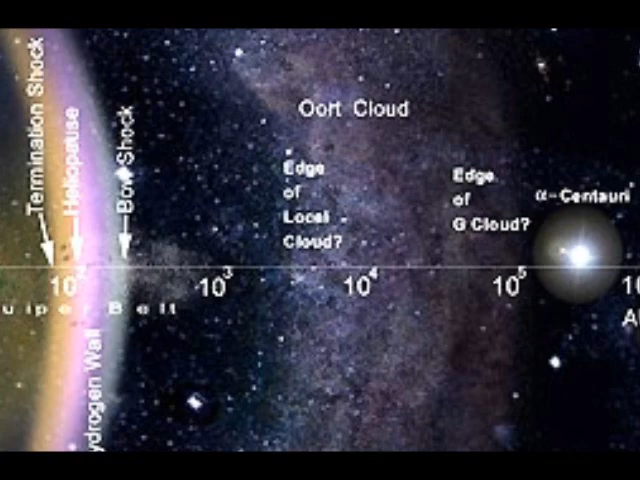 Termination Shock
Heliopause
Bow Shock
Oort Cloud
Edge
of
Local
Cloud?
Edge
of
G Cloud?
α-Centauri
10²
10³
10⁴
10⁵
10
uiper Belt
A
ydrogen Wall